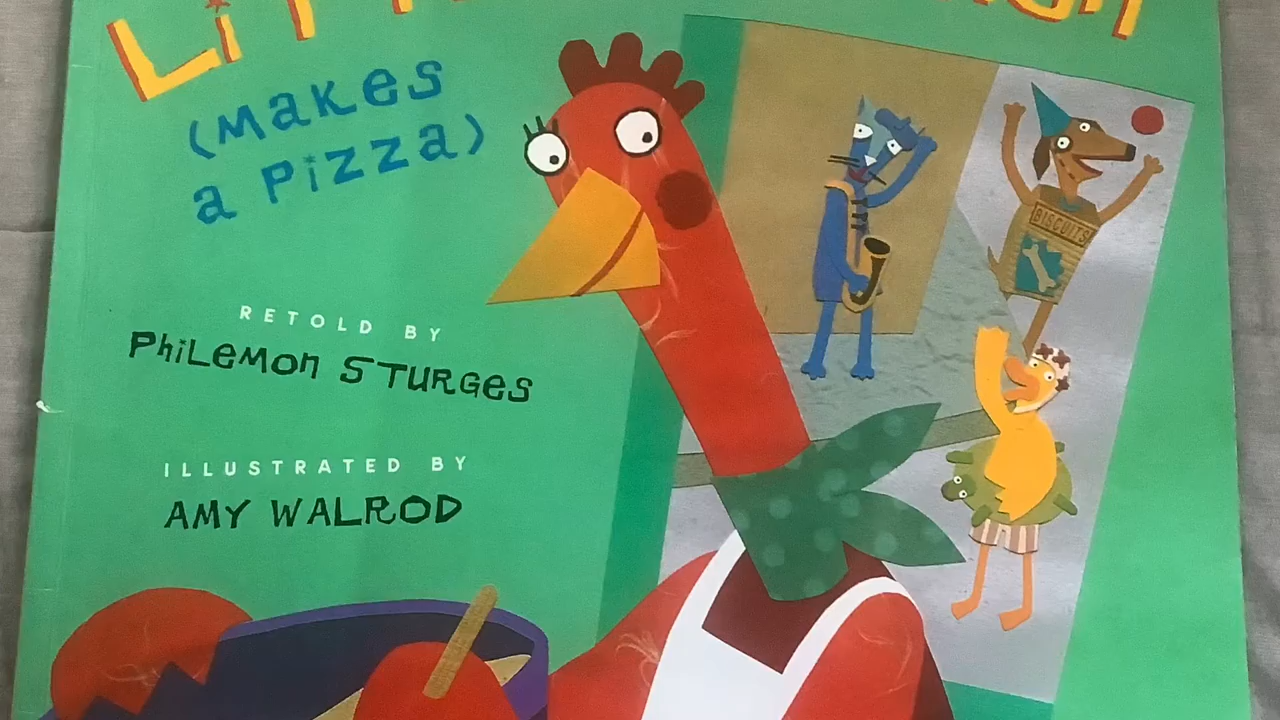 (Makes
a Pizza)
RETOLD BY
PhiLemon STURGes
ILLUSTRATED BY
AMY WALROD
BISCUITS